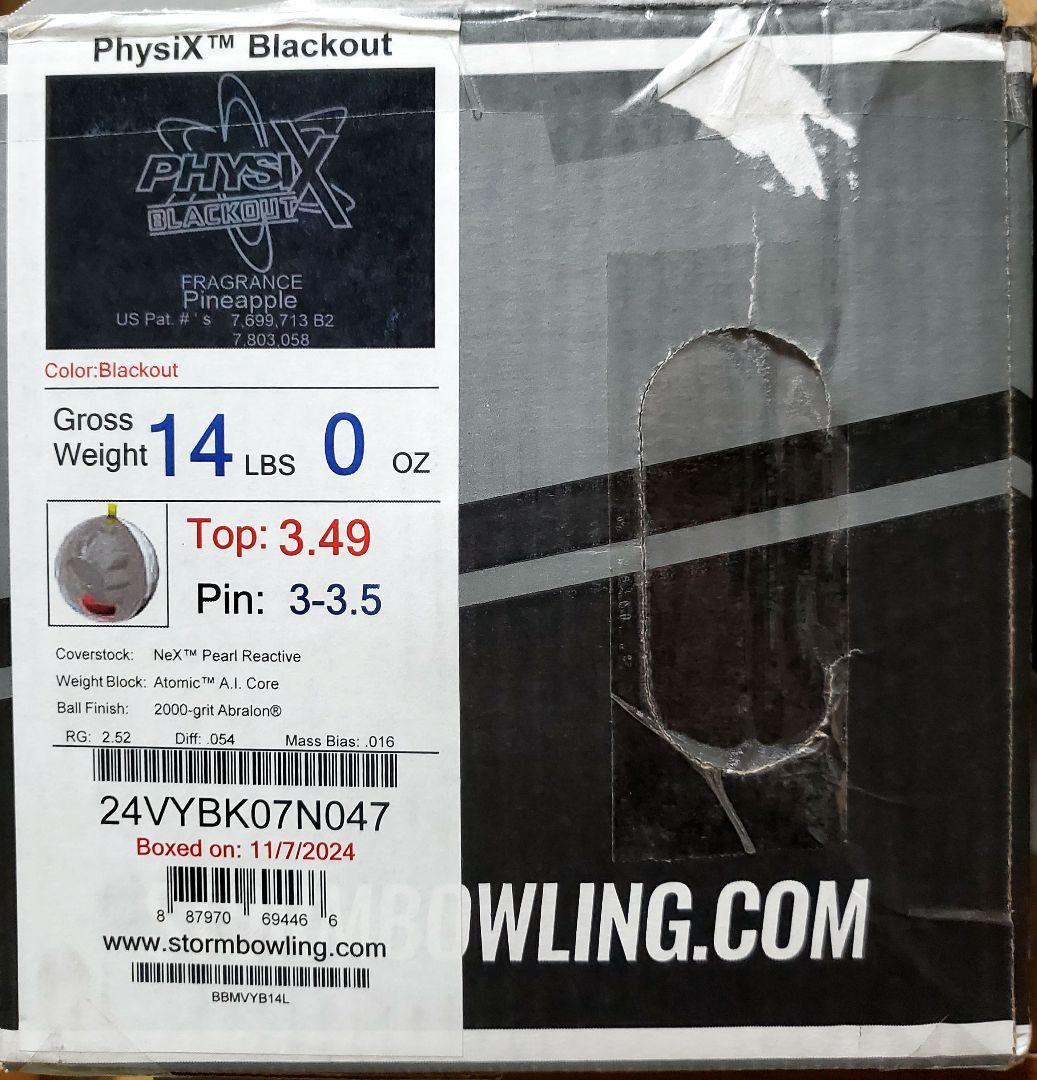 PhysiX™ Blackout
PHYSIX
BLACKOUT
FRAGRANCE
Pineapple
US Pat. # ' s 7,699,713 B2
7,803,058
Color:Blackout
Gross Weight 14 LBS 0 OZ
Top: 3.49
Pin: 3-3.5
Coverstock: NeX™ Pearl Reactive
Weight Block: Atomic™ A.I. Core
Ball Finish: 2000-grit Abralon®
RG: 2.52 Diff: .054 Mass Bias: .016
24VYBK07N047
Boxed on: 11/7/2024
8 87970 69446 6
www.stormbowling.com
BBMVYB14L
MBOWLING.COM